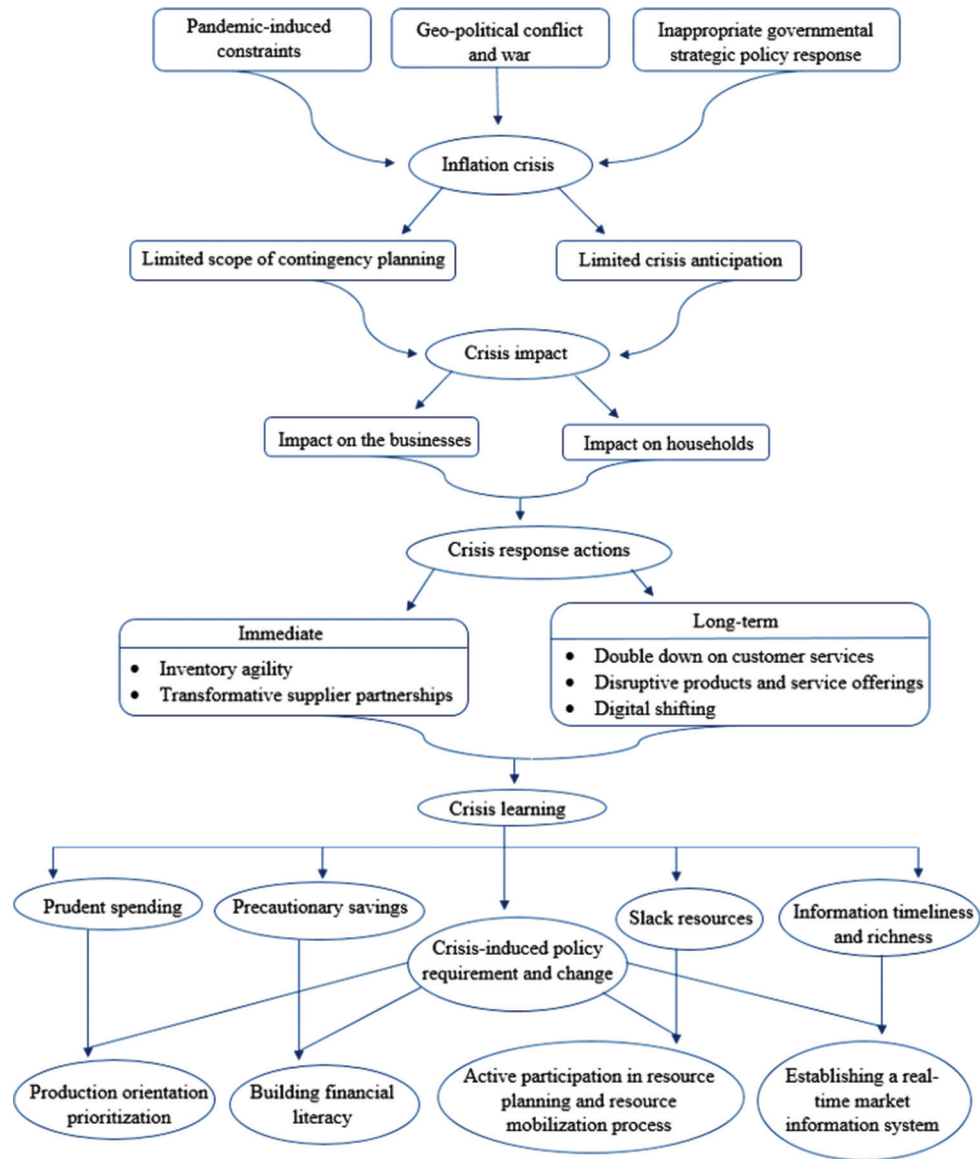 Pandemic-induced
constraints
Geo-political conflict
and war
Inappropriate governmental
strategic policy response
Inflation crisis
Limited scope of contingency planning
Limited crisis anticipation
Crisis impact
Impact on the businesses
Impact on households
Crisis response actions
Immediate
• Inventory agility
• Transformative supplier partnerships
Long-term
• Double down on customer services
• Disruptive products and service offerings
• Digital shifting
Crisis learning
Prudent spending
Precautionary savings
Slack resources
Information timeliness
and richness
Crisis-induced policy
requirement and change
Production orientation
prioritization
Building financial
literacy
Active participation in resource
planning and resource
mobilization process
Establishing a real-
time market
information system